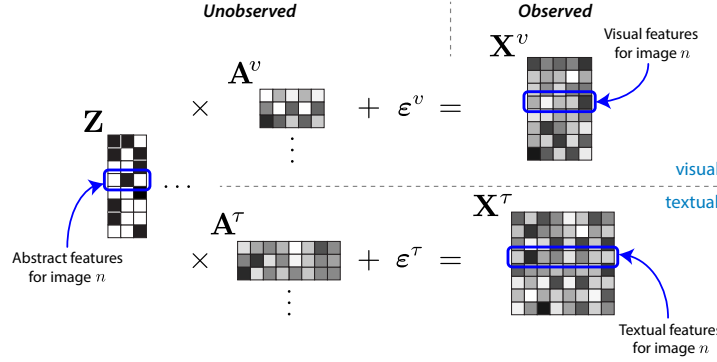 Unobserved
Observed
X^v
Visual features
for image n
A^v
× + ε^v =
Z
visual
textual
X^τ
A^τ
× + ε^τ =
Abstract features
for image n
Textual features
for image n